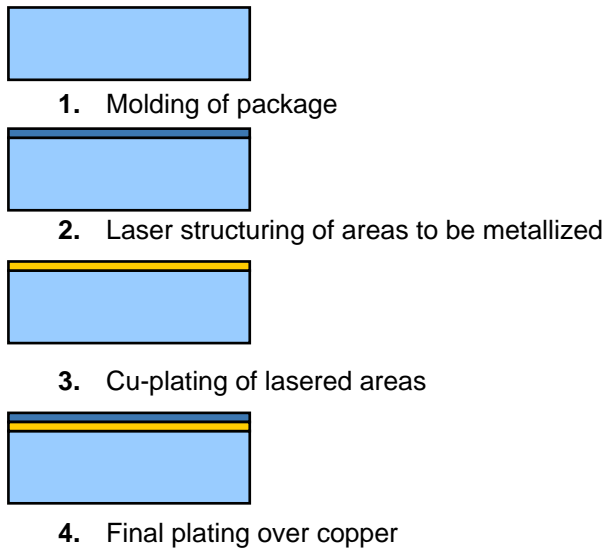 1. Molding of package
2. Laser structuring of areas to be metallized
3. Cu-plating of lasered areas
4. Final plating over copper